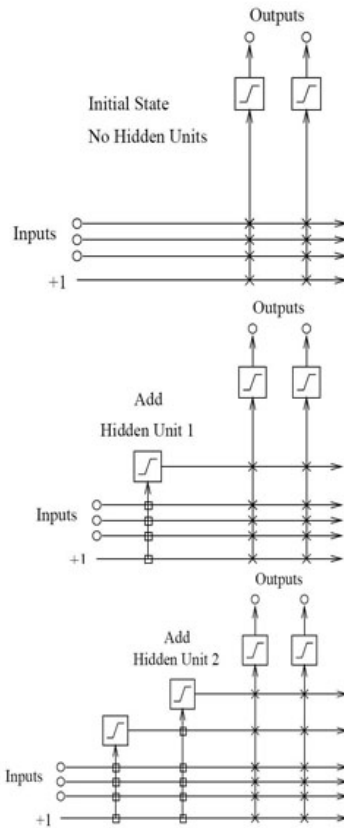 Outputs
Initial State
No Hidden Units
Inputs
+1
Outputs
Add
Hidden Unit 1
Inputs
+1
Outputs
Add
Hidden Unit 2
Inputs
+1